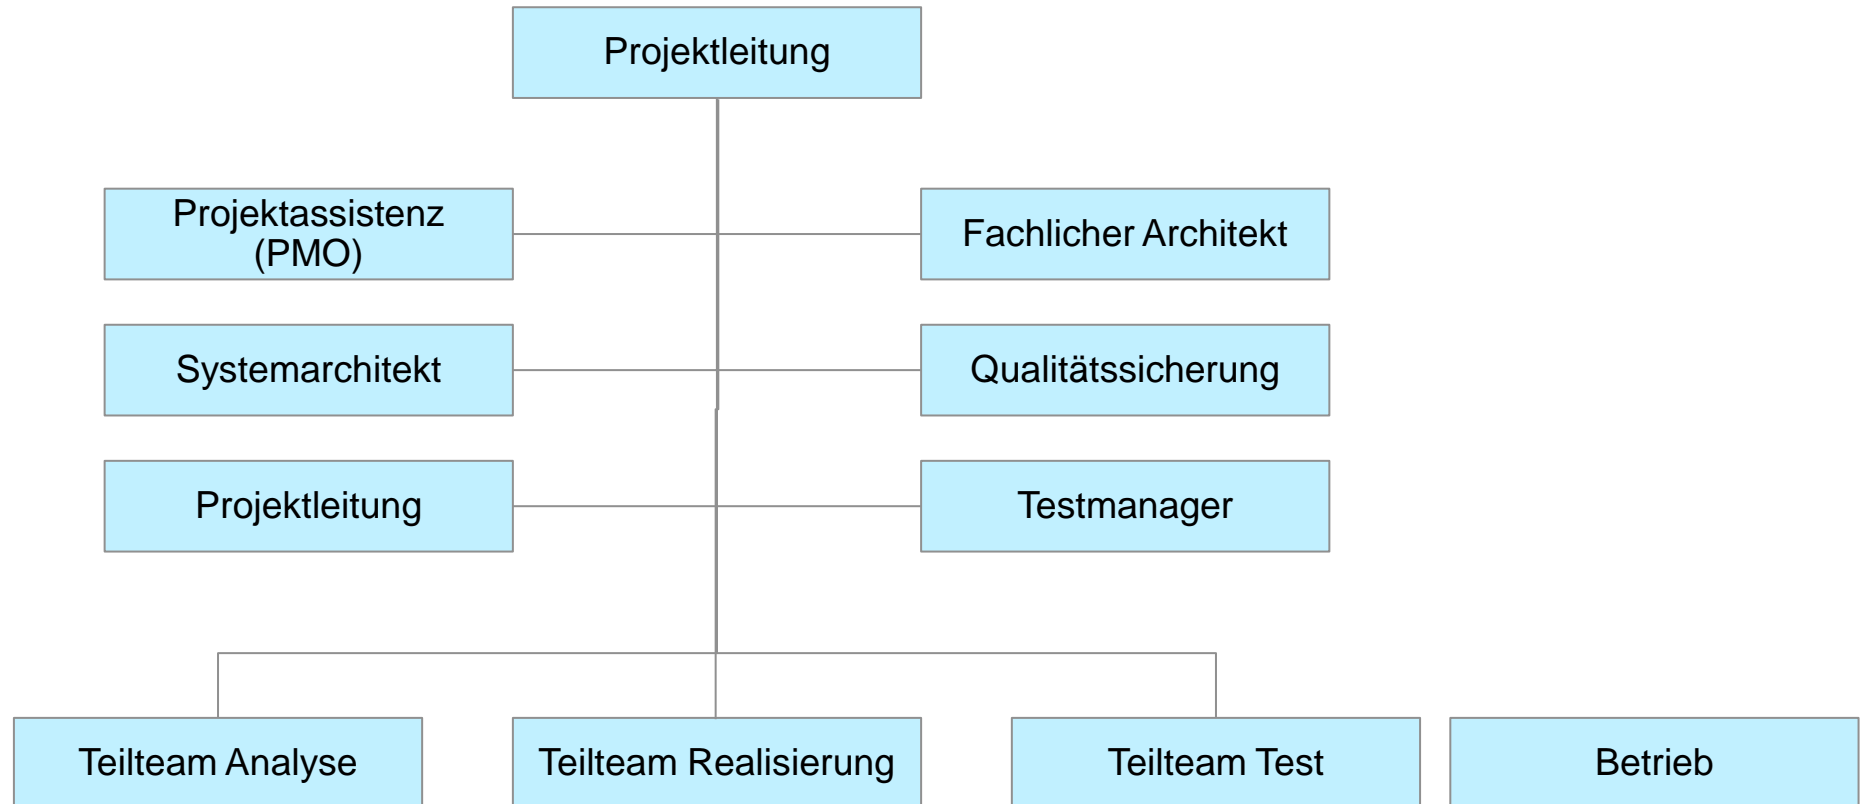 Projektleitung
Projektassistenz
(PMO)
Fachlicher Architekt
Systemarchitekt
Qualitätssicherung
Projektleitung
Testmanager
Teilteam Analyse
Teilteam Realisierung
Teilteam Test
Betrieb